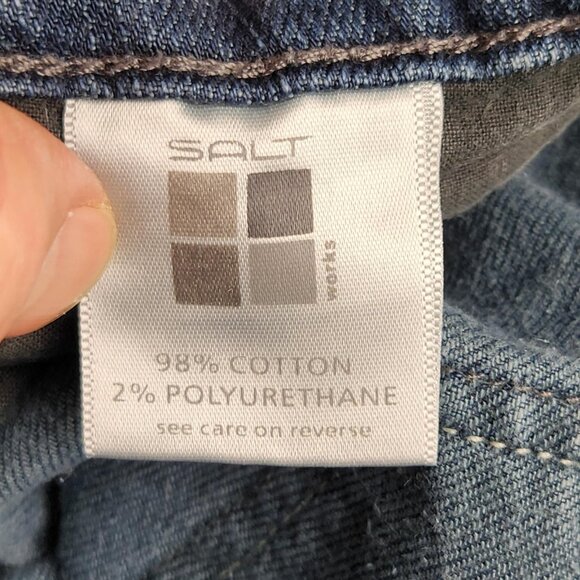 SALT
works
98% COTTON
2% POLYURETHANE
see care on reverse